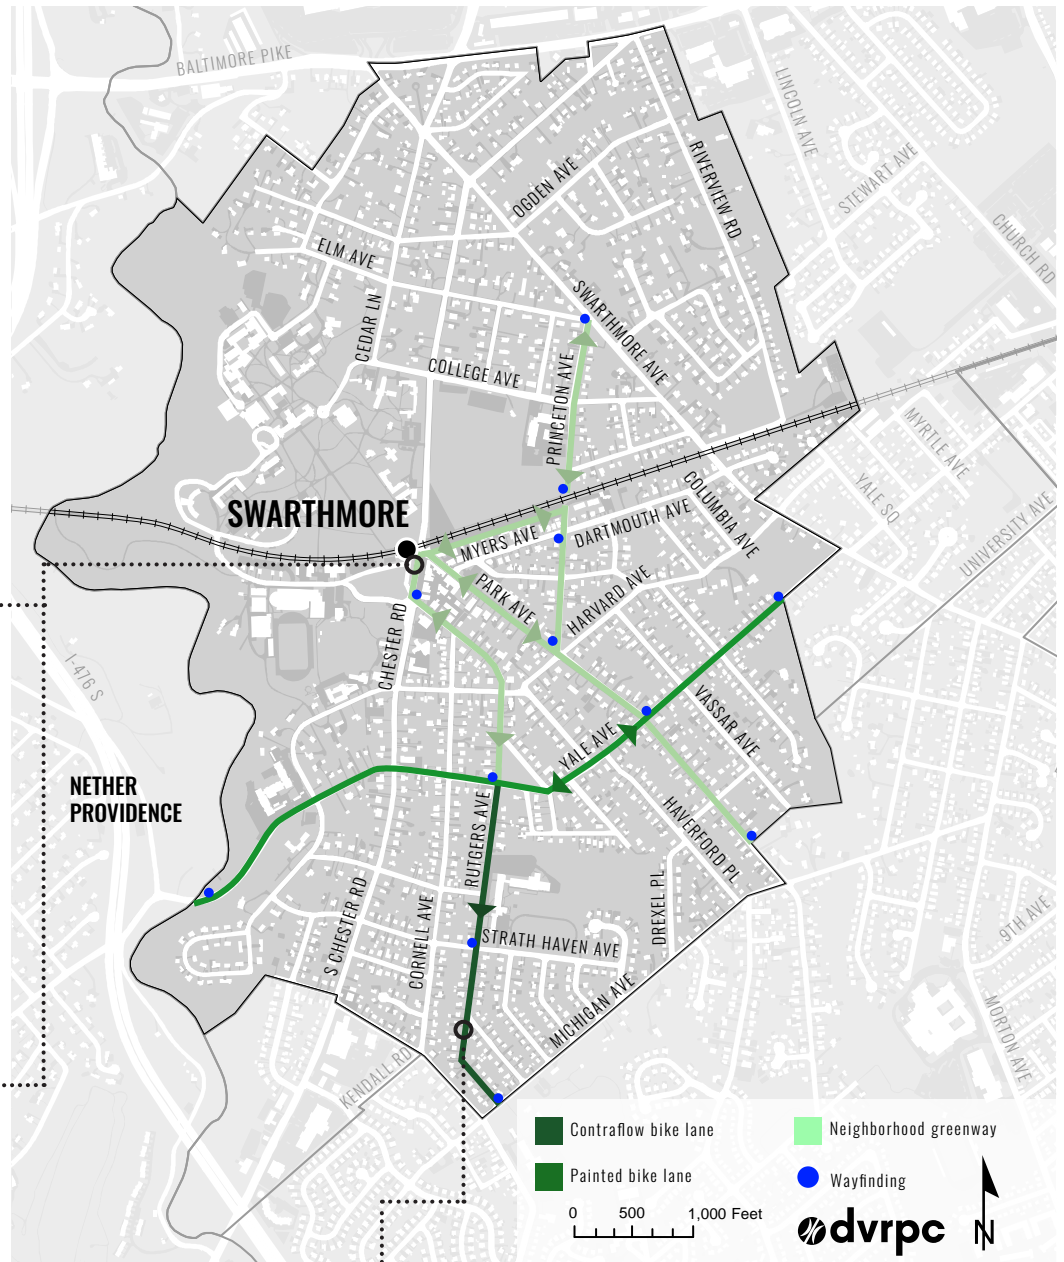 BALTIMORE PIKE
LINCOLN AVE
STEWART AVE
CHURCH RD
RIVERVIEW RD
OGDEN AVE
ELM AVE
CEDAR LN
SWARTHMORE AVE
COLLEGE AVE
PRINCETON AVE
MYRTLE AVE
YALE SQ
UNIVERSITY AVE
COLUMBIA AVE
SWARTHMORE
DARTMOUTH AVE
MYERS AVE
PARK AVE
HARVARD AVE
CHESTER RD
I-476 S
VASSAR AVE
YALE AVE
NETHER
PROVIDENCE
RUTGERS AVE
HAVERFORD PL
DREXEL PL
S CHESTER RD
CORNELL AVE
STRATH HAVEN AVE
MICHIGAN AVE
9TH AVE
MORTON AVE
KENDALL RD
Contraflow bike lane
Neighborhood greenway
Painted bike lane
Wayfinding
0 500 1,000 Feet
dvrpc
N